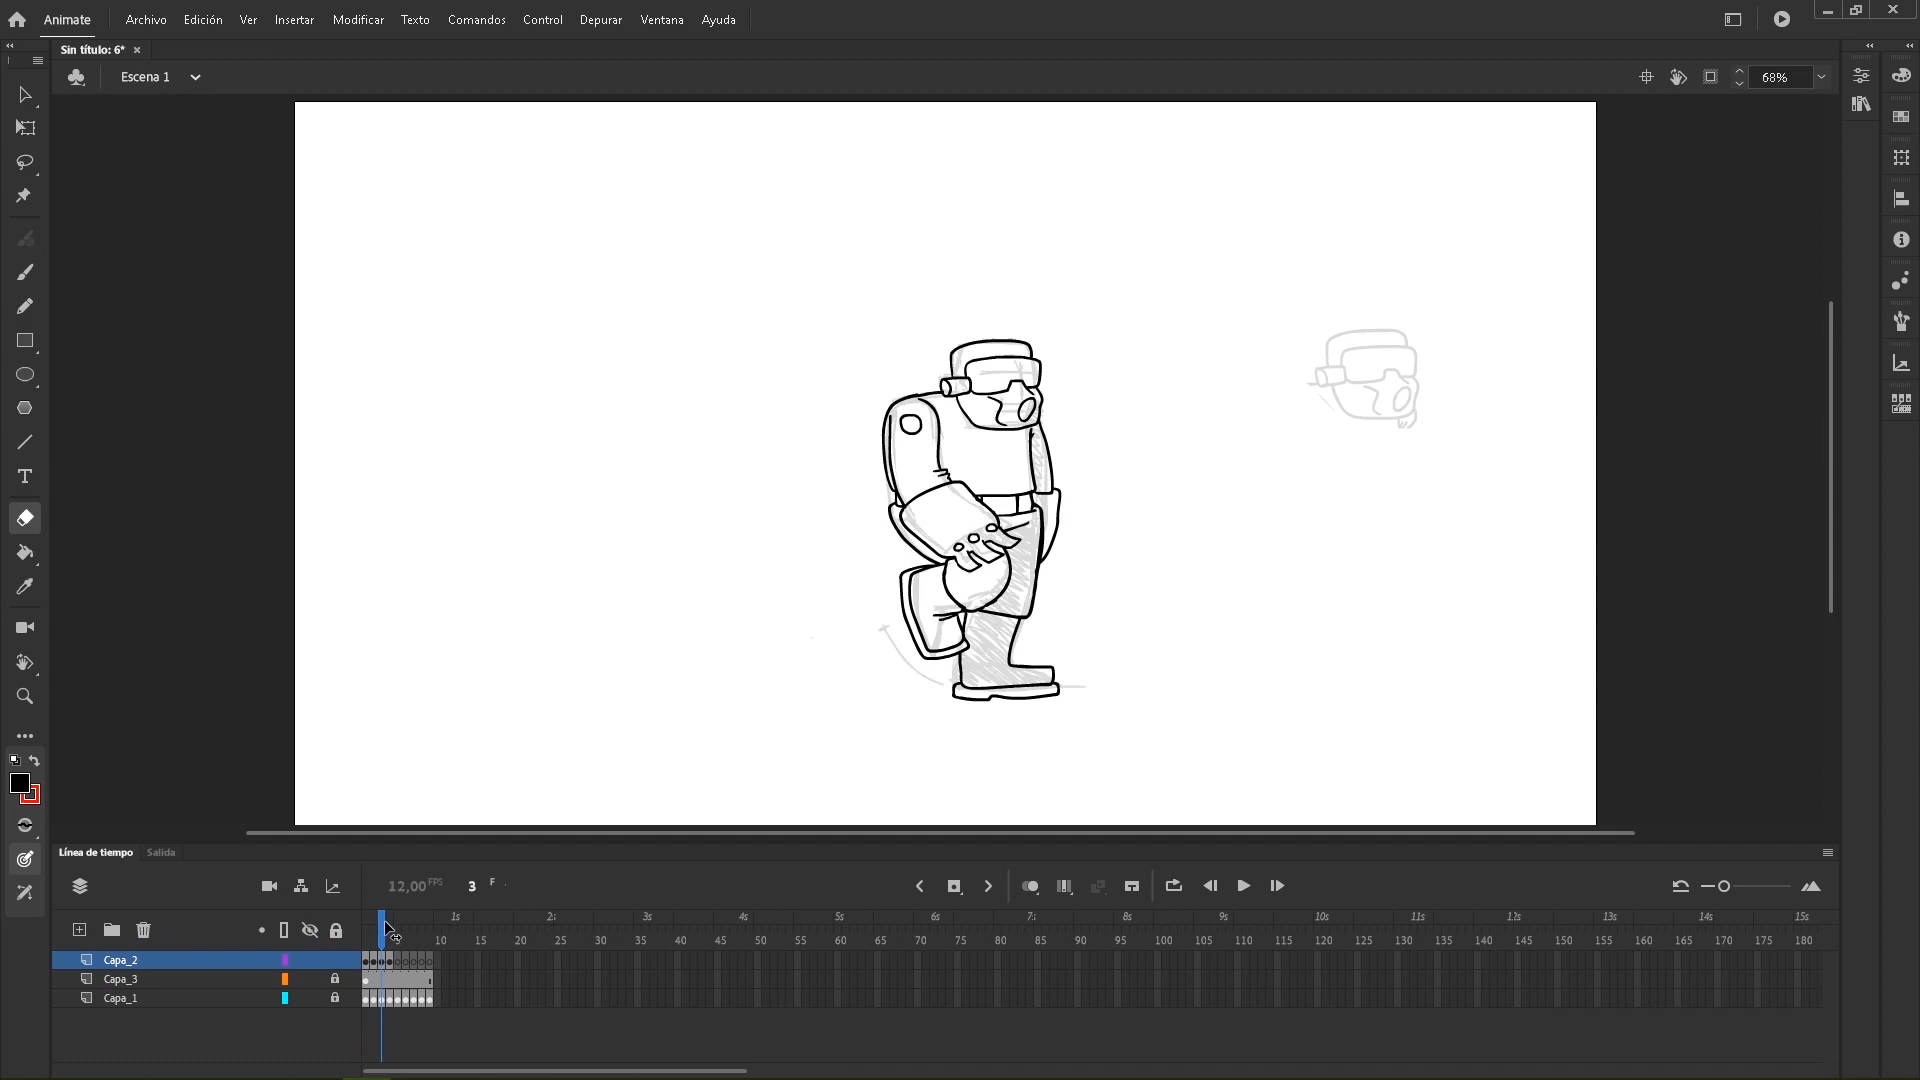 Animate Archivo Edición Ver Insertar Modificar Texto Comandos Control Depurar Ventana Ayuda
Sin título: 6*
Escena 1
68%
Línea de tiempo Salida
12,00 FPS 3 F
1s 2s 3s 4s 5s 6s 7s 8s 9s 10s 11s 12s 13s 14s 15s
5 10 15 20 25 30 35 40 45 50 55 60 65 70 75 80 85 90 95 100 105 110 115 120 125 130 135 140 145 150 155 160 165 170 175 180
Capa_2
Capa_3
Capa_1